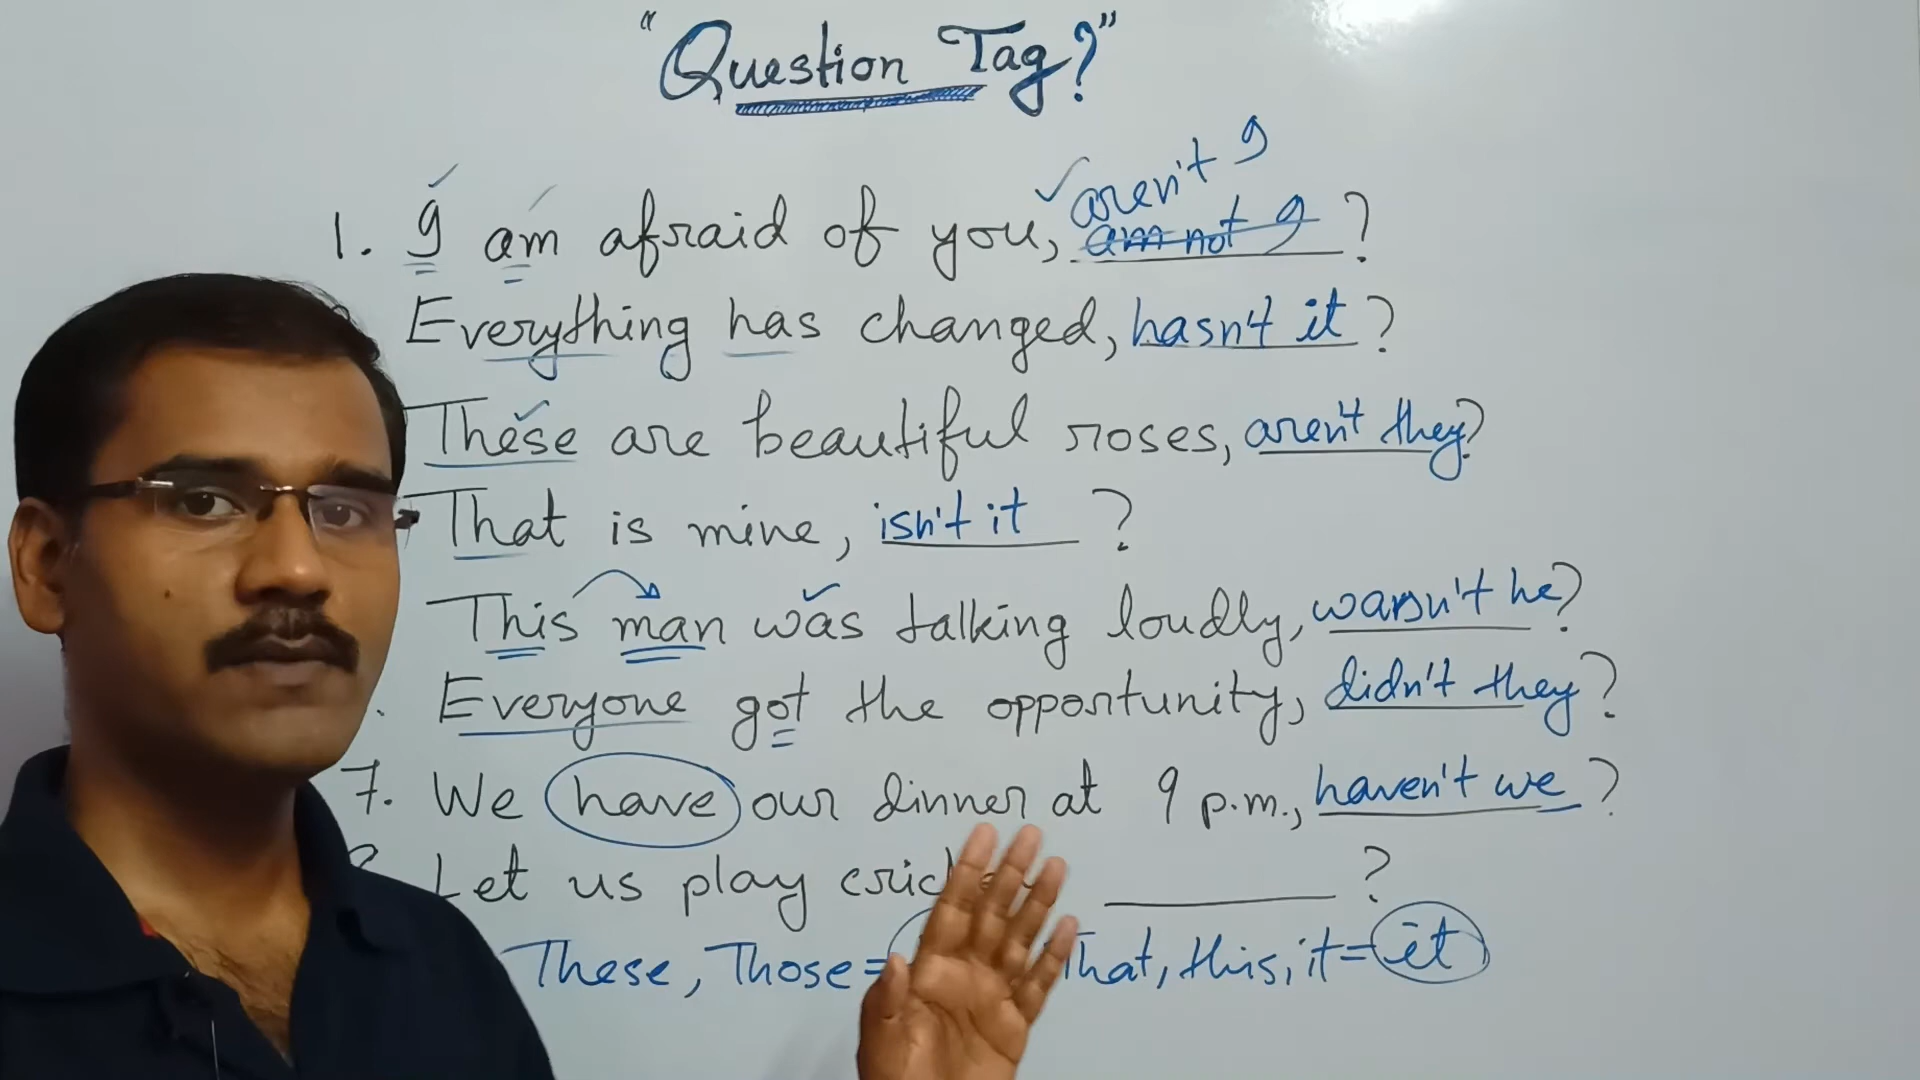 "Question Tag?"
1. I am afraid of you, am not I aren't I ?
Everything has changed, hasn't it ?
These are beautiful roses, aren't they?
That is mine, isn't it ?
This man was talking loudly, wasn't he?
Everyone got the opportunity, didn't they ?
7. We have our dinner at 9 p.m., haven't we ?
Let us play ?
These, Those = That, this, it = it